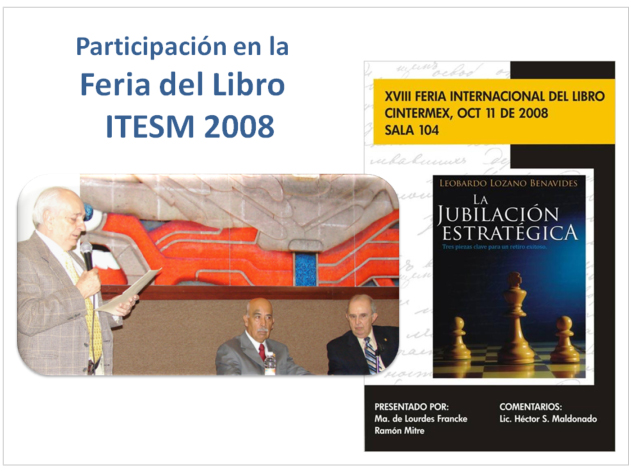 Participación en la
Feria del Libro
ITESM 2008
XVIII FERIA INTERNACIONAL DEL LIBRO
CINTERMEX, OCT 11 DE 2008
SALA 104
LEOBARDO LOZANO BENAVIDES
LA
JUBILACIÓN
ESTRATÉGICA
Tres piezas clave para un retiro exitoso.
PRESENTADO POR:
Ma. de Lourdes Francke
Ramón Mitre
COMENTARIOS:
Lic. Héctor S. Maldonado